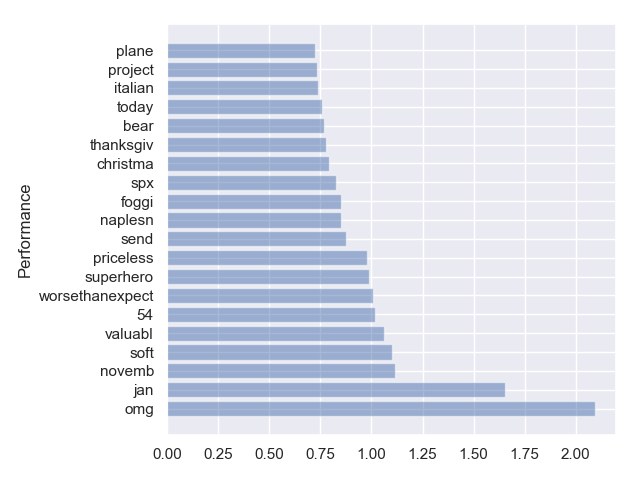 plane
project
italian
today
bear
thanksgiv
christma
spx
foggi
naplesn
send
priceless
superhero
worsethanexpect
54
valuabl
soft
novemb
jan
omg
Performance
0.00 0.25 0.50 0.75 1.00 1.25 1.50 1.75 2.00